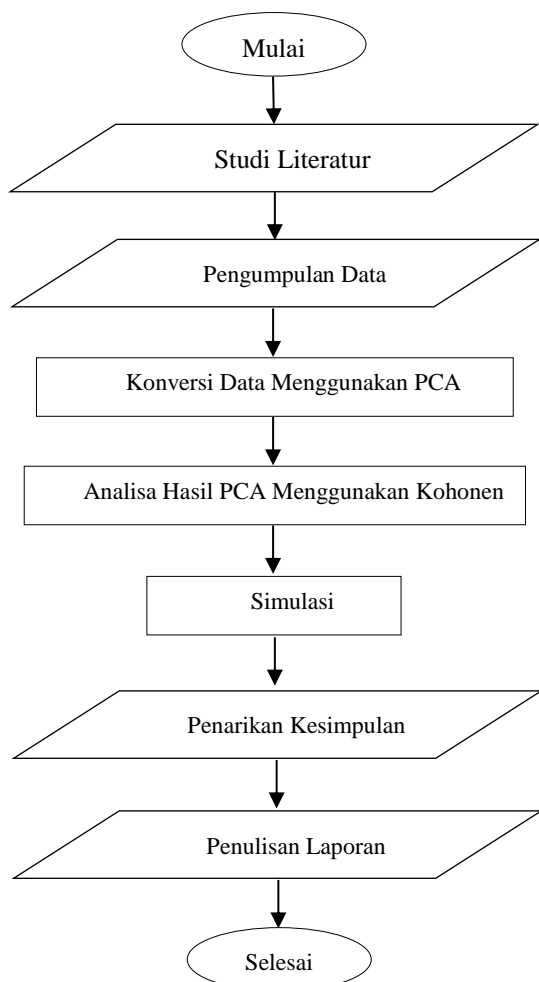 Mulai
Studi Literatur
Pengumpulan Data
Konversi Data Menggunakan PCA
Analisa Hasil PCA Menggunakan Kohonen
Simulasi
Penarikan Kesimpulan
Penulisan Laporan
Selesai